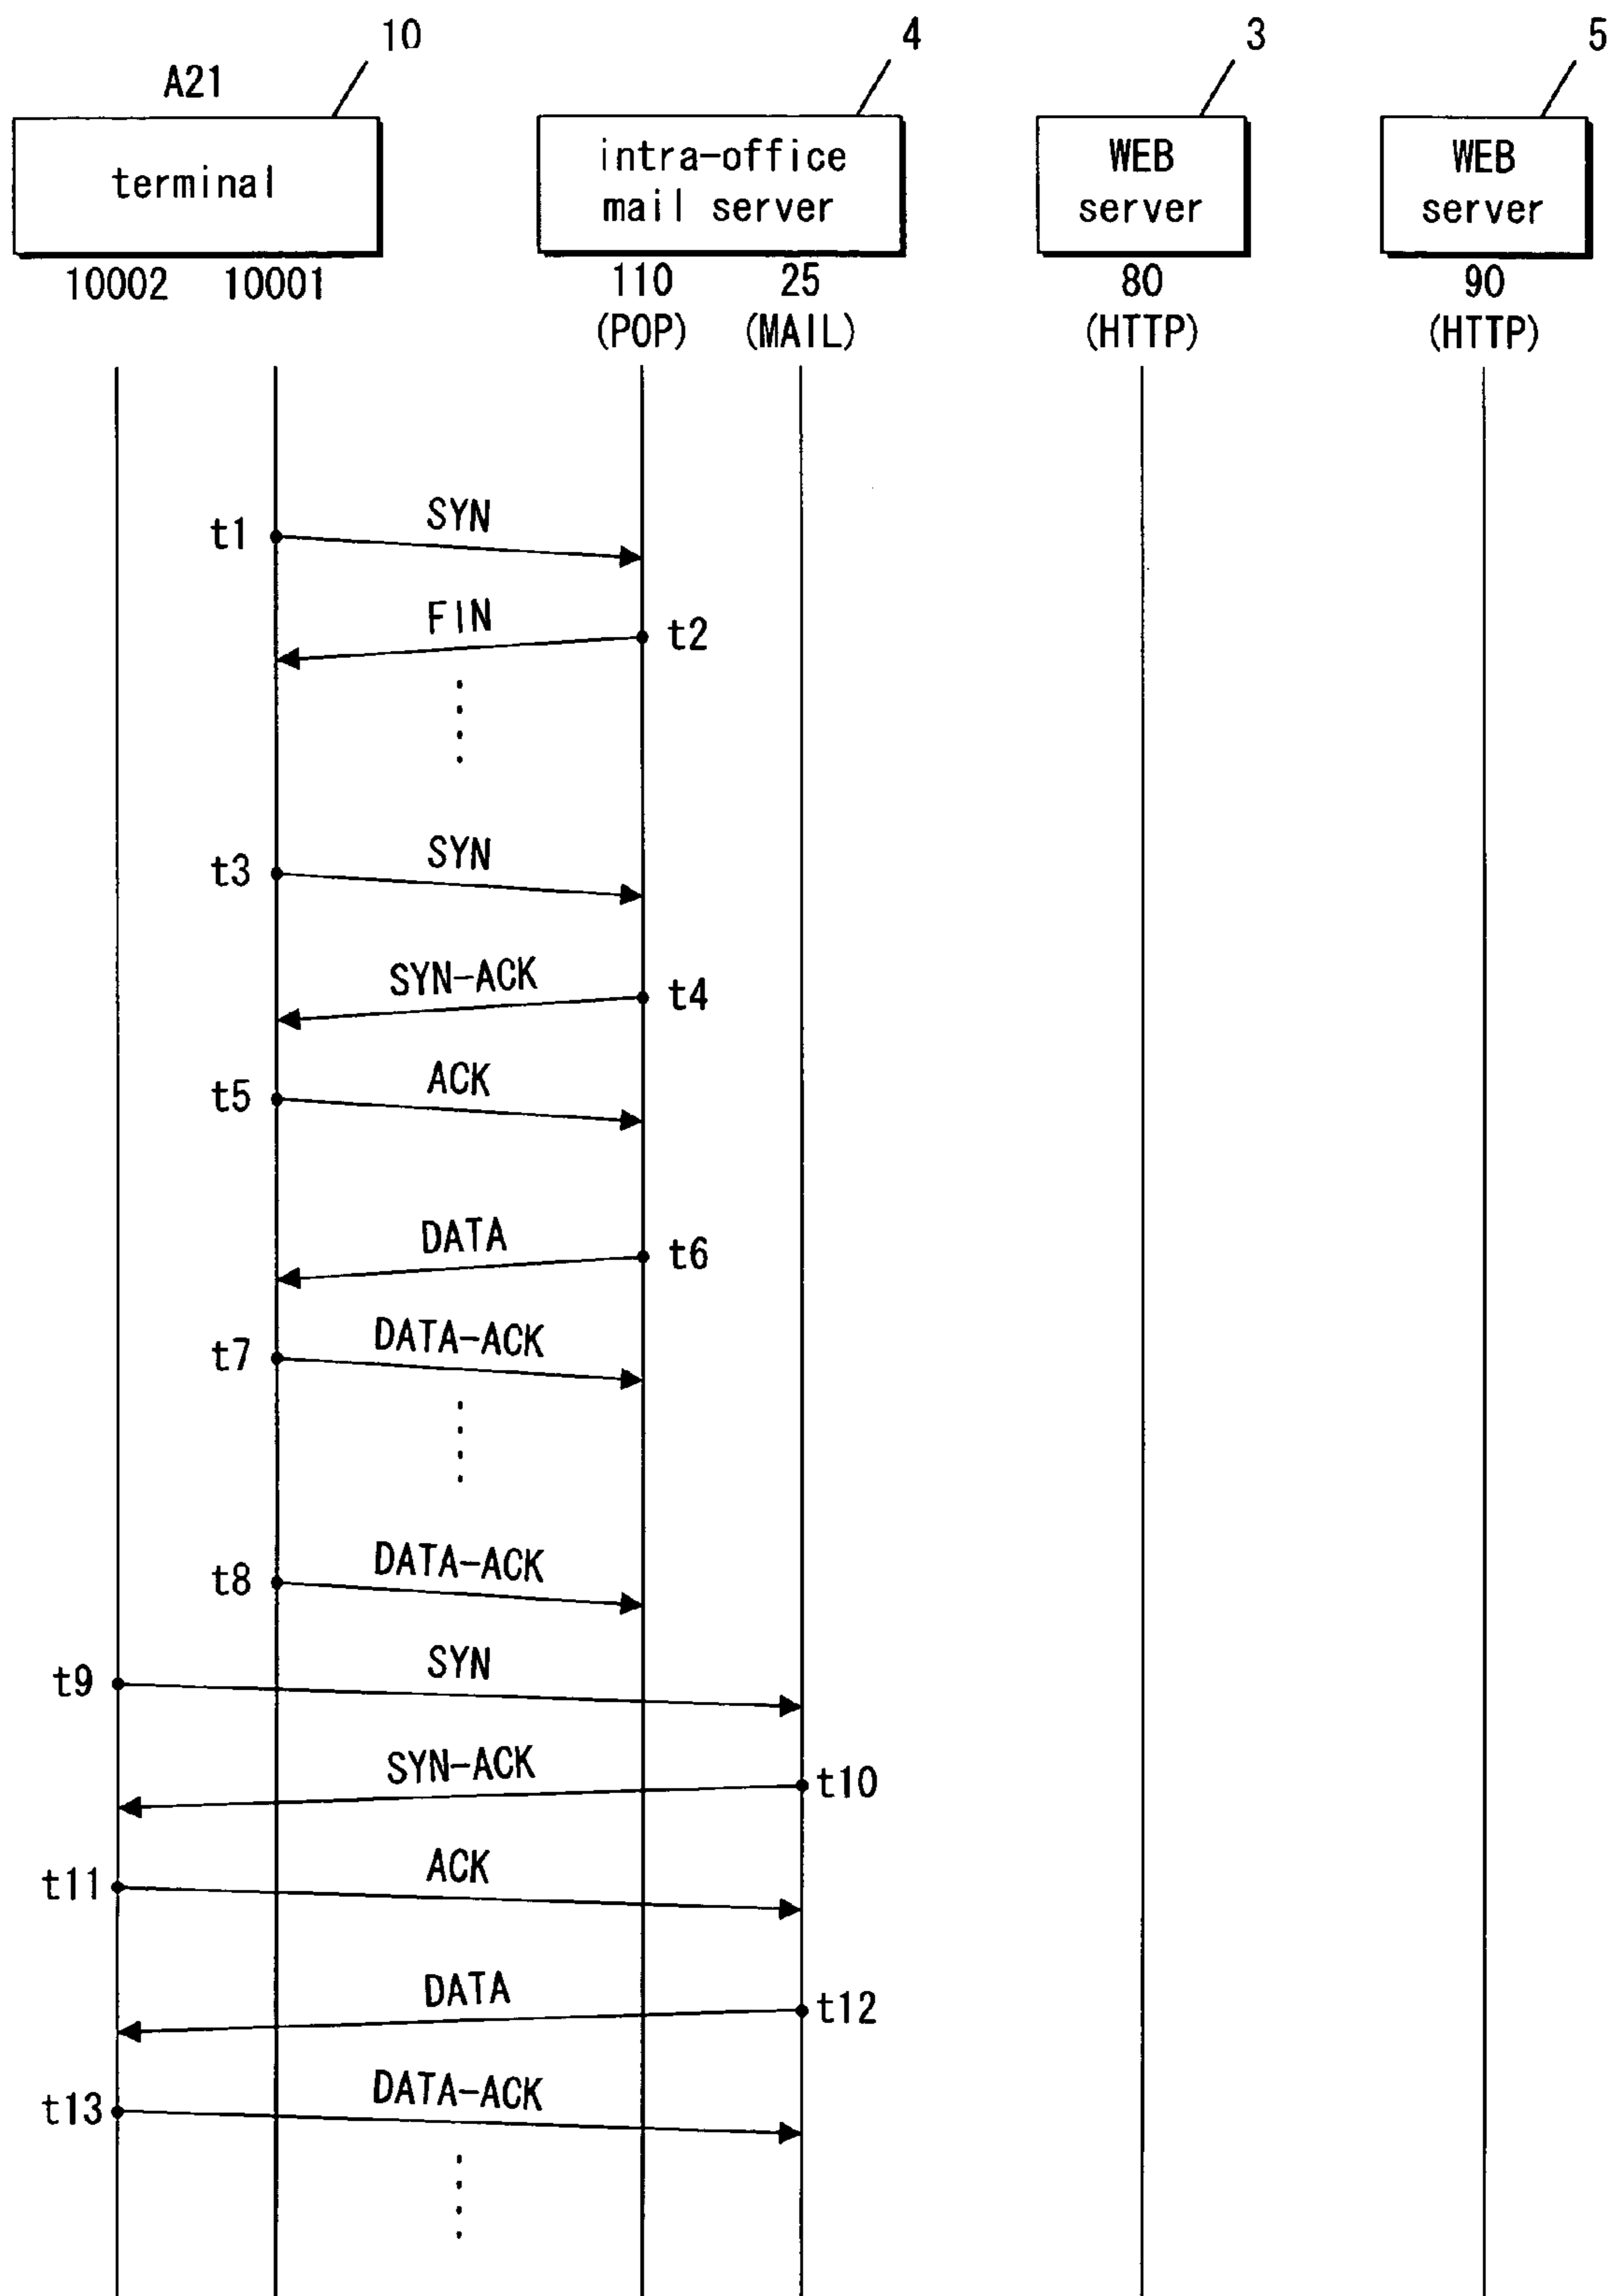 10
4
3
5
A21
terminal
intra-office
mail server
WEB
server
WEB
server
10002 10001
110
(POP)
25
(MAIL)
80
(HTTP)
90
(HTTP)
t1 SYN
FIN t2
t3 SYN
SYN-ACK t4
t5 ACK
DATA t6
t7 DATA-ACK
t8 DATA-ACK
t9 SYN
SYN-ACK t10
t11 ACK
DATA t12
t13 DATA-ACK